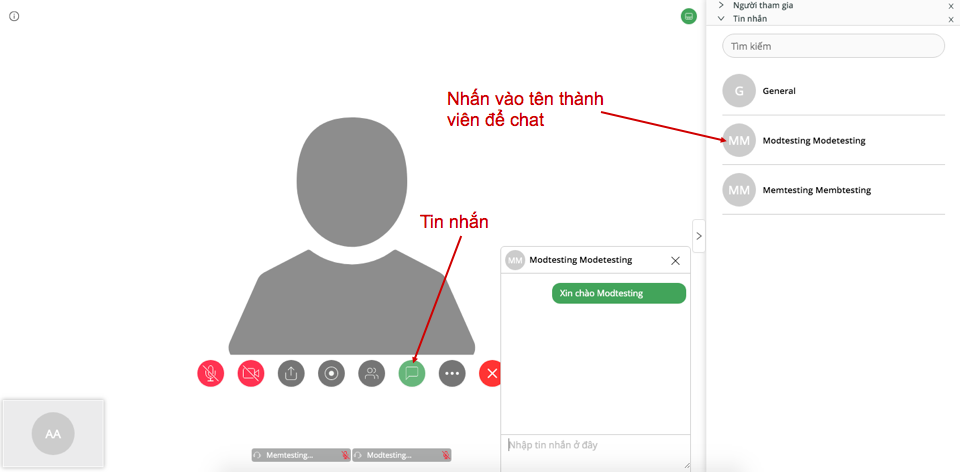 Người tham gia
x
Tin nhắn
x
Tìm kiếm
G
General
Nhấn vào tên thành
viên để chat
MM
Modtesting Modetesting
MM
Memtesting Membtesting
Tin nhắn
MM
Modtesting Modetesting
Xin chào Modtesting
Nhập tin nhắn ở đây
AA
Memtesting...
Modtesting...